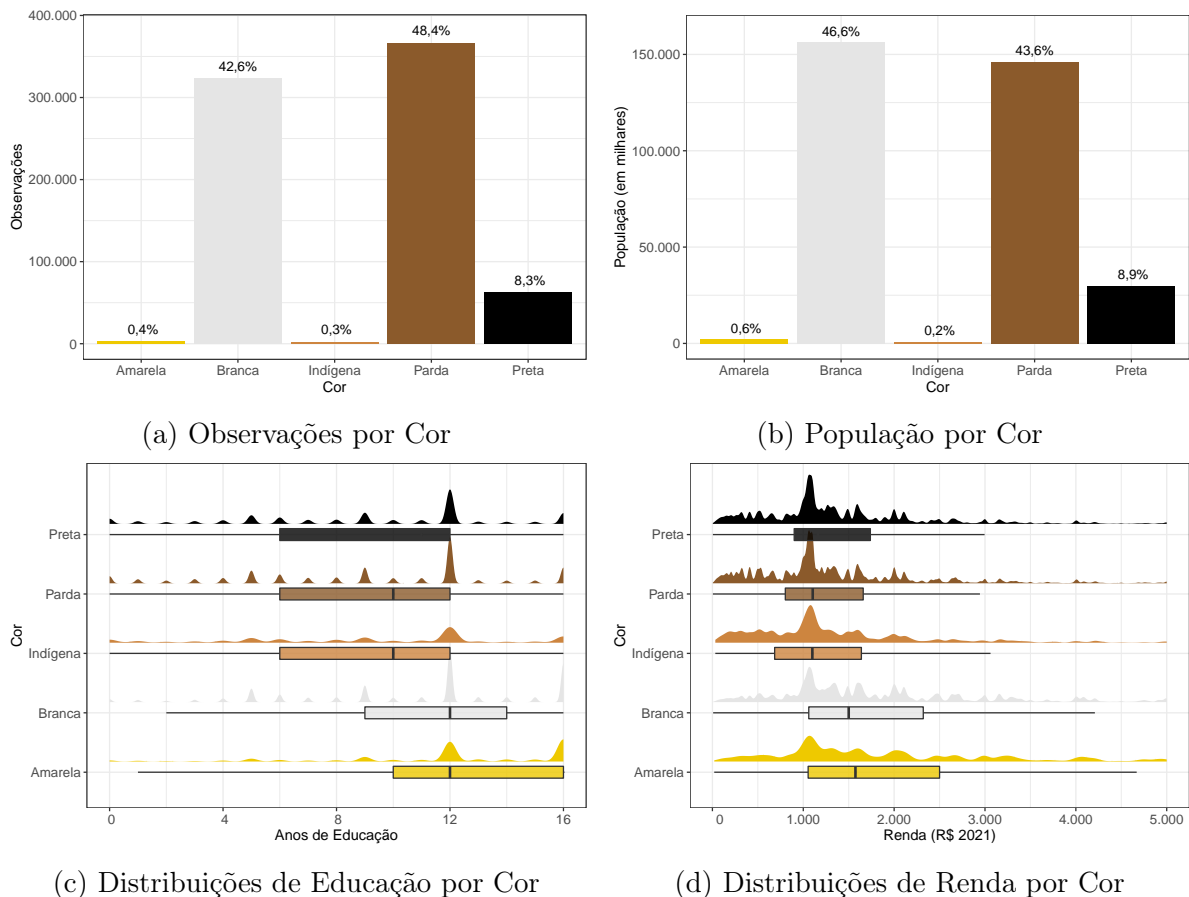 400.000
300.000
200.000
100.000
0
Observações
0,4%
42,6%
0,3%
48,4%
8,3%
Amarela Branca Indígena Parda Preta
Cor
(a) Observações por Cor
150.000
100.000
50.000
0
População (em milhares)
0,6%
46,6%
0,2%
43,6%
8,9%
Amarela Branca Indígena Parda Preta
Cor
(b) População por Cor
Preta
Parda
Indígena
Branca
Amarela
Cor
0 4 8 12 16
Anos de Educação
(c) Distribuições de Educação por Cor
Preta
Parda
Indígena
Branca
Amarela
Cor
0 1.000 2.000 3.000 4.000 5.000
Renda (R$ 2021)
(d) Distribuições de Renda por Cor